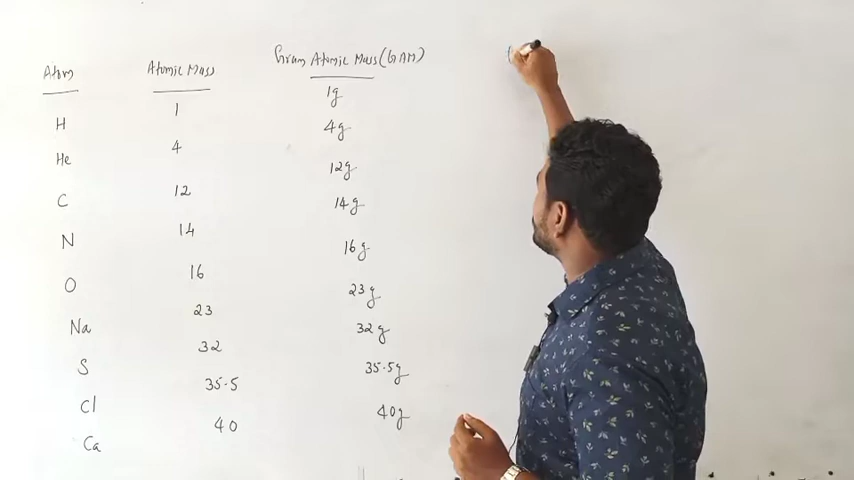 Atom Atomic Mass Gram Atomic Mass (GAM)
H 1 1g
He 4 4g
C 12 12g
N 14 14g
O 16 16g
Na 23 23g
S 32 32g
Cl 35.5 35.5g
Ca 40 40g